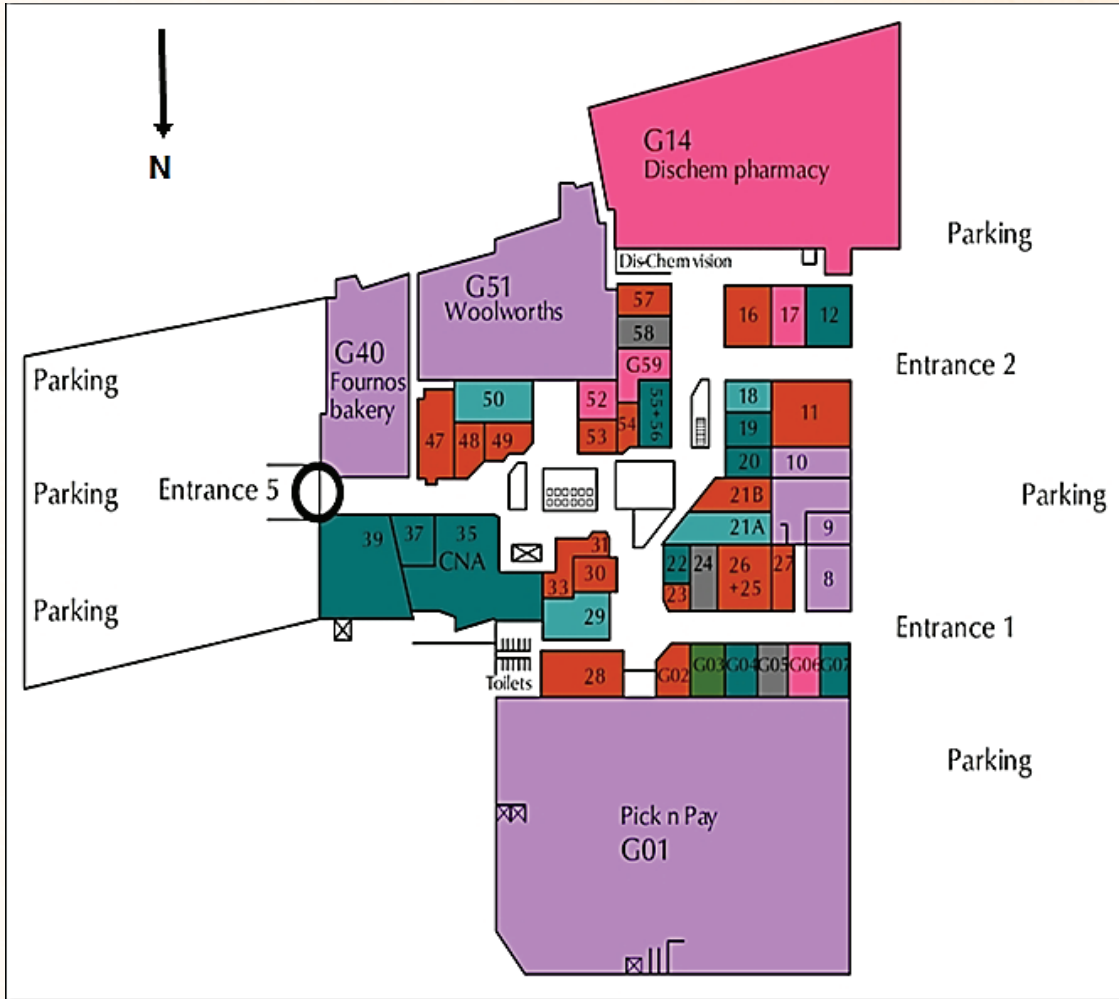 N
G14
Dischem pharmacy
Parking
Dis-Chem vision
G51
Woolworths
57
58
16
17
12
G40
Fournos
bakery
G59
Entrance 2
Parking
50
52
55+56
18
11
47
48
49
53
54
19
20
10
Parking
Entrance 5
21B
Parking
39
37
35
CNA
21A
9
31
30
33
22
23
24
26
+25
27
8
29
Parking
Entrance 1
28
Toilets
G02
G03
G04
G05
G06
G07
Parking
Pick n Pay
G01